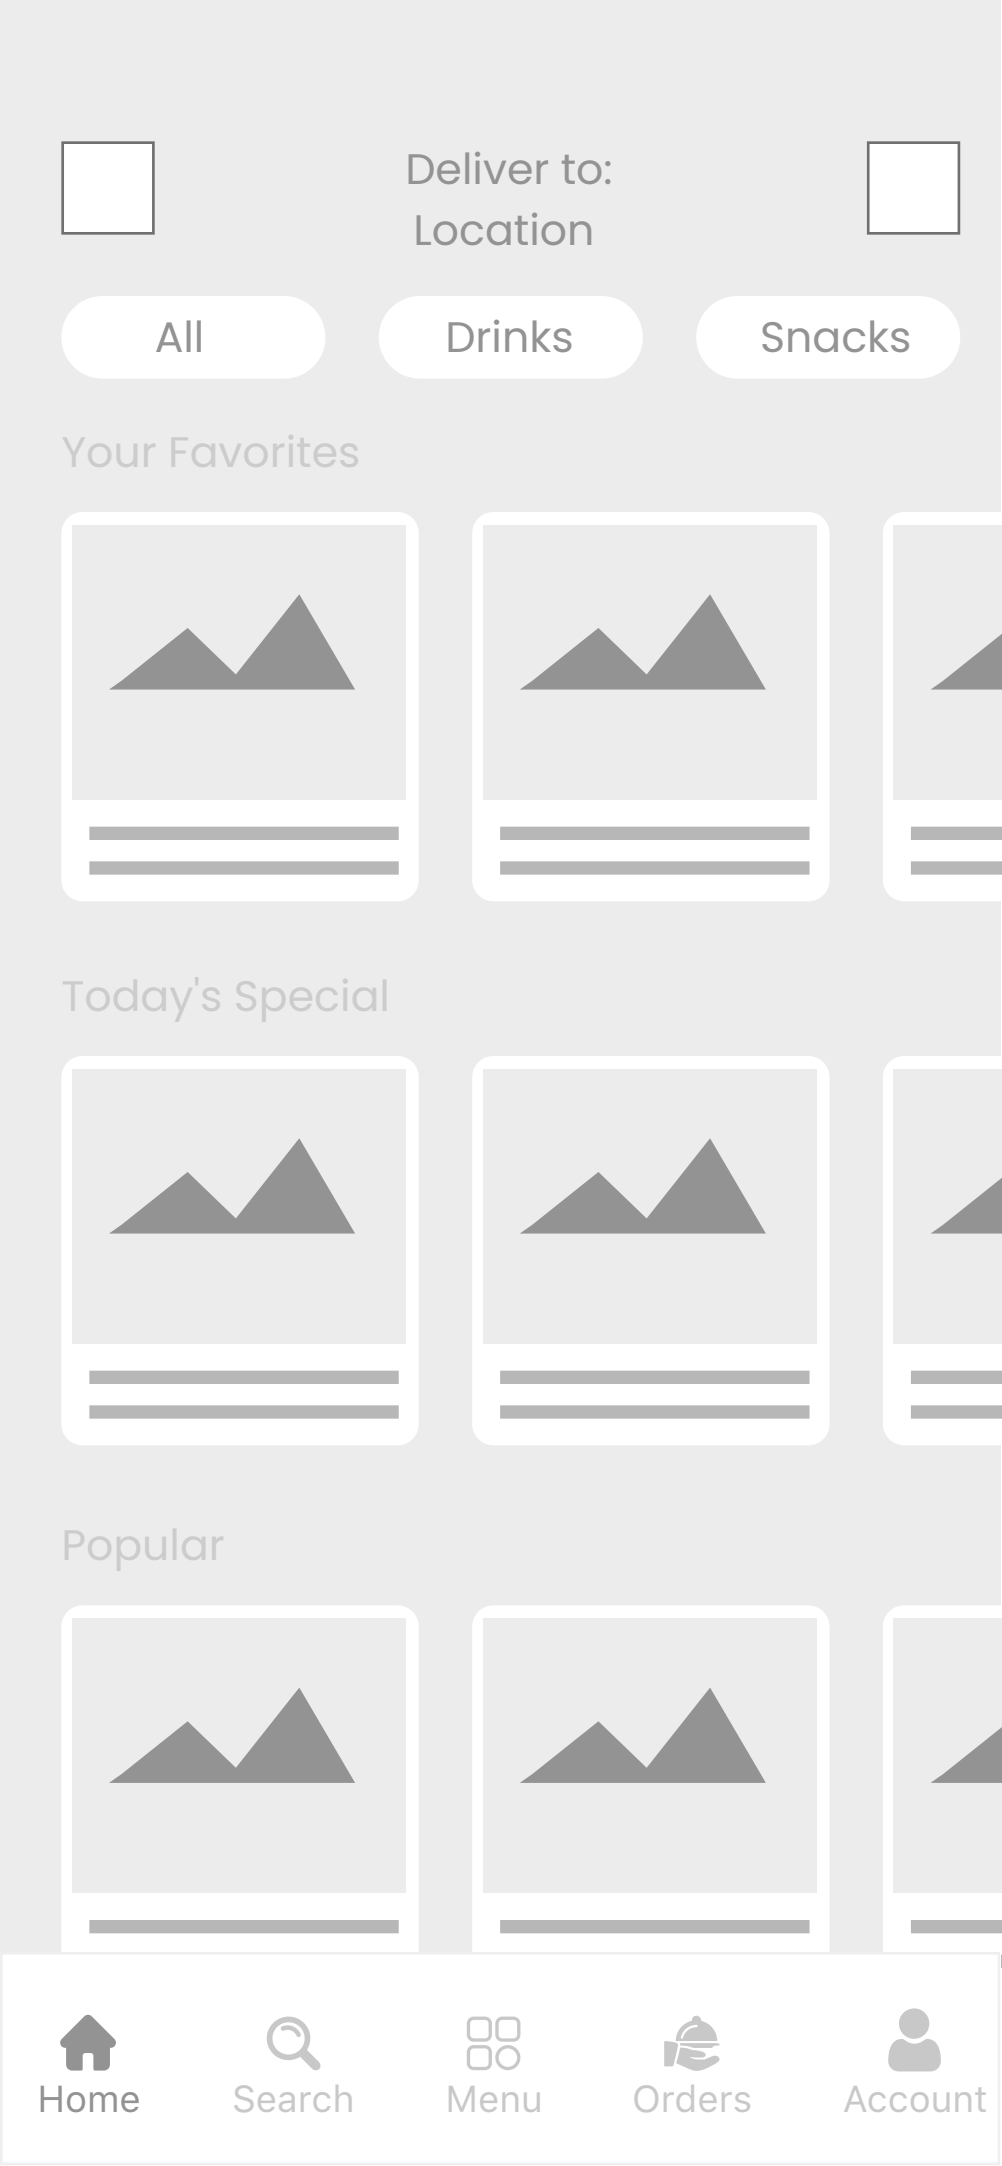 Deliver to:
Location
All
Drinks
Snacks
Your Favorites
Today's Special
Popular
Home
Search
Menu
Orders
Account